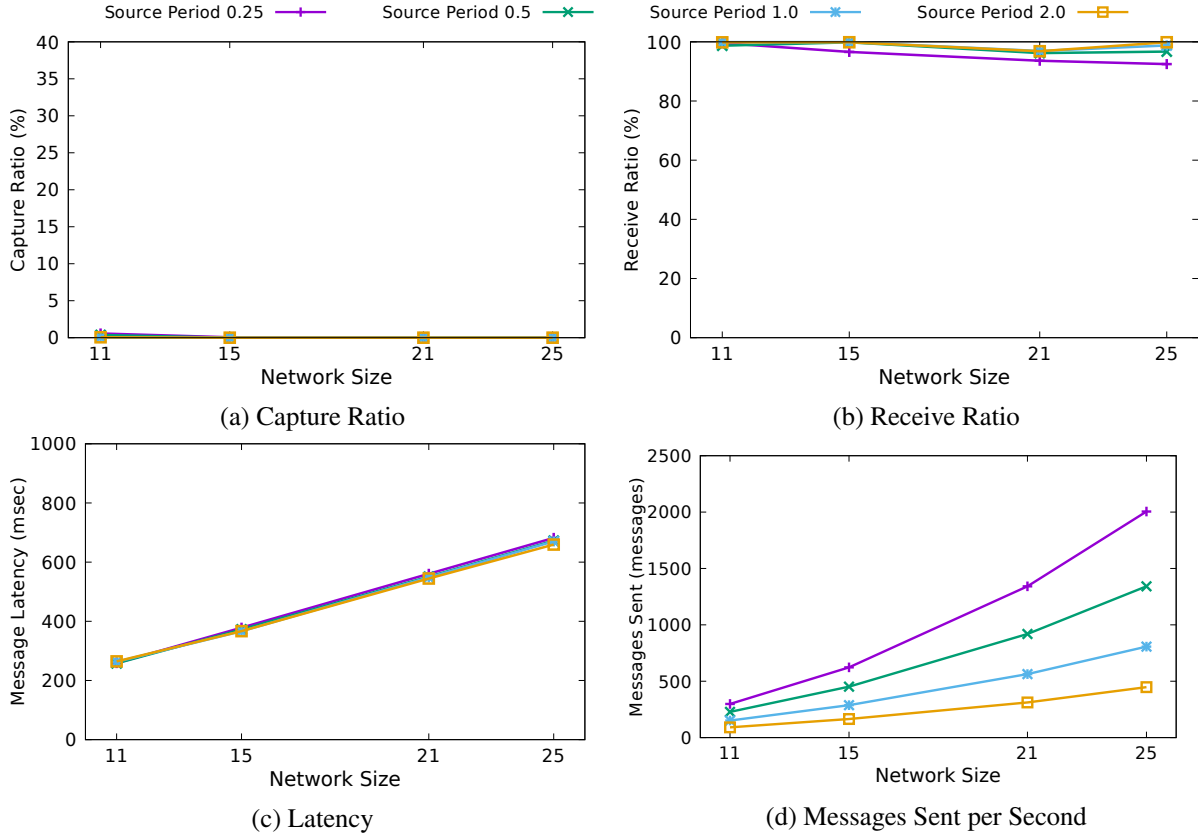 Source Period 0.25 Source Period 0.5 Source Period 1.0 Source Period 2.0
40
35
30
25
20
15
10
5
0
Capture Ratio (%)
11 15 21 25
Network Size
(a) Capture Ratio
100
80
60
40
20
0
Receive Ratio (%)
11 15 21 25
Network Size
(b) Receive Ratio
1000
800
600
400
200
0
Message Latency (msec)
11 15 21 25
Network Size
(c) Latency
2500
2000
1500
1000
500
0
Messages Sent (messages)
11 15 21 25
Network Size
(d) Messages Sent per Second